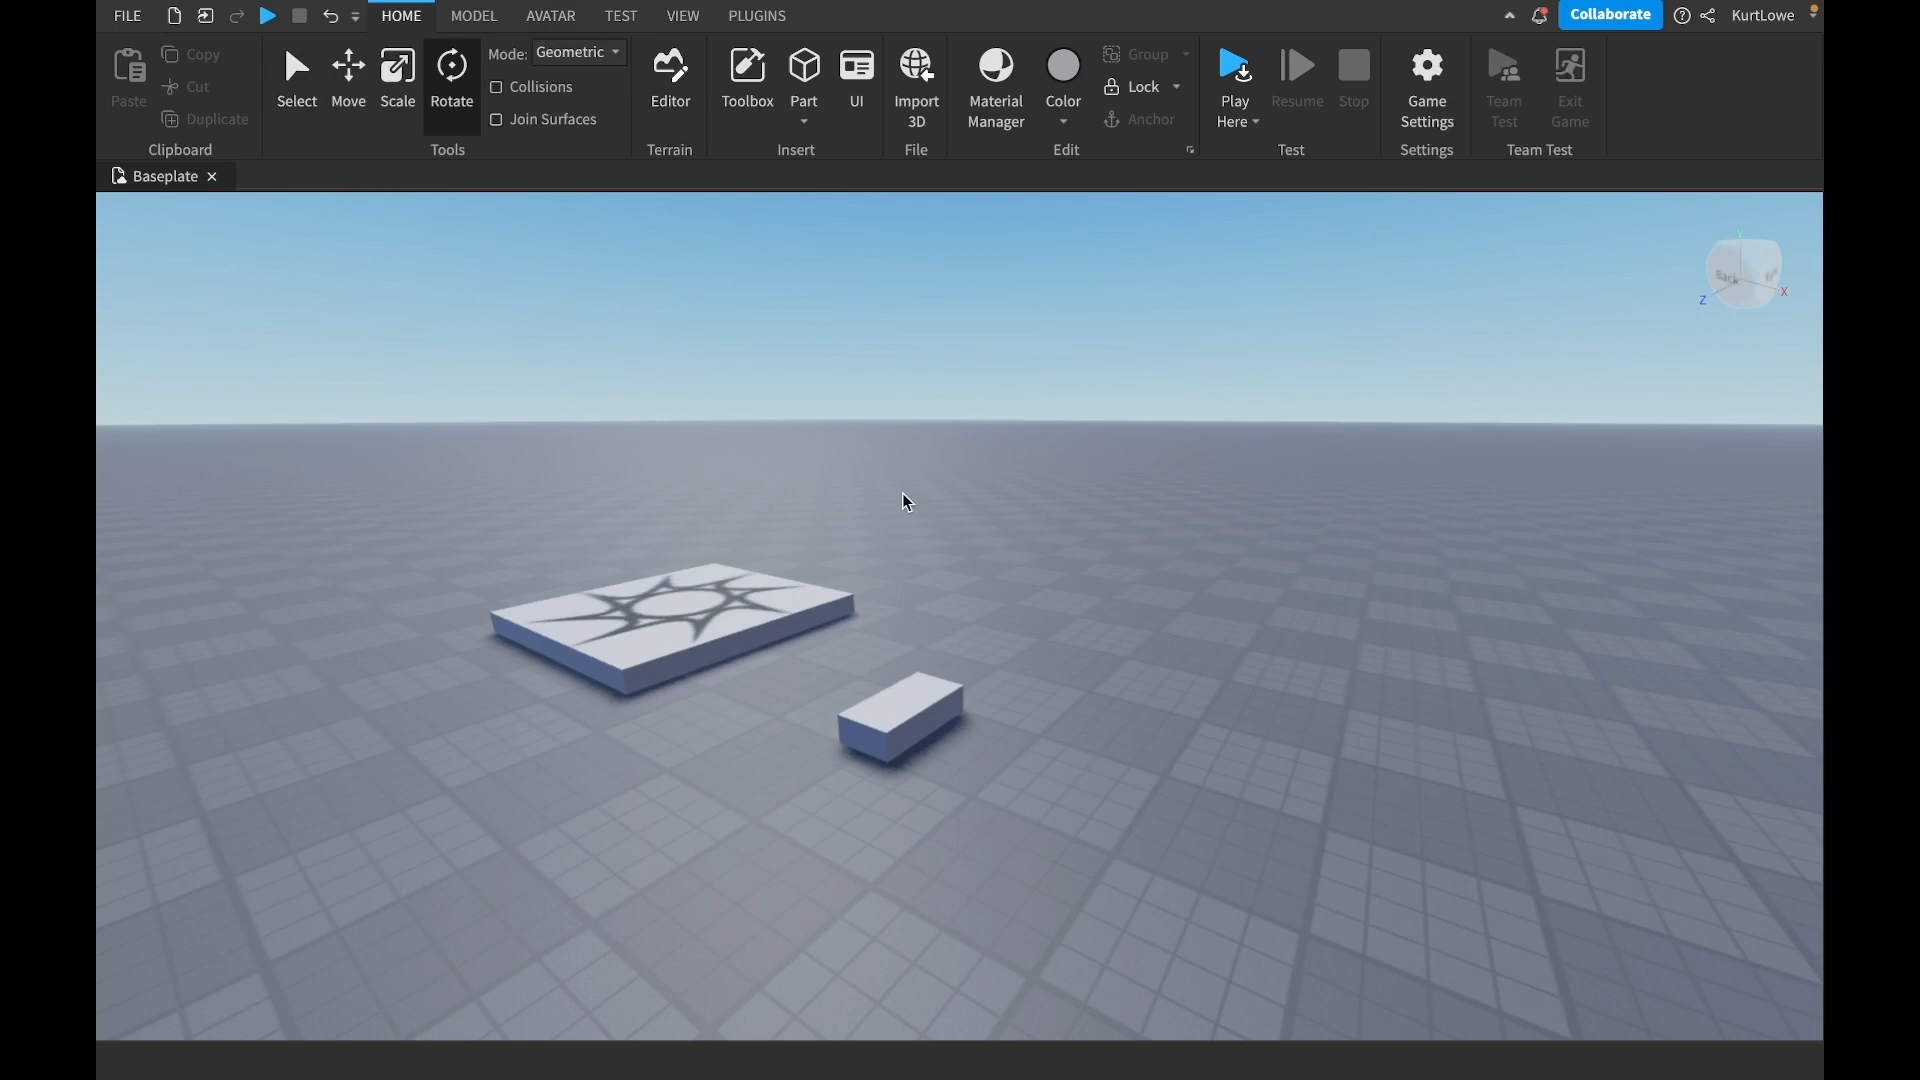 FILE HOME MODEL AVATAR TEST VIEW PLUGINS Collaborate KurtLowe
Paste Copy Cut Duplicate
Clipboard
Select Move Scale Rotate Mode: Geometric
Collisions
Join Surfaces
Tools
Editor
Terrain
Toolbox Part UI
Insert
Import
3D
File
Material
Manager
Color
Group
Lock
Anchor
Edit
Play
Here
Resume Stop
Test
Game
Settings
Settings
Team
Test
Exit
Game
Team Test
Baseplate
Y
Back
Z
X